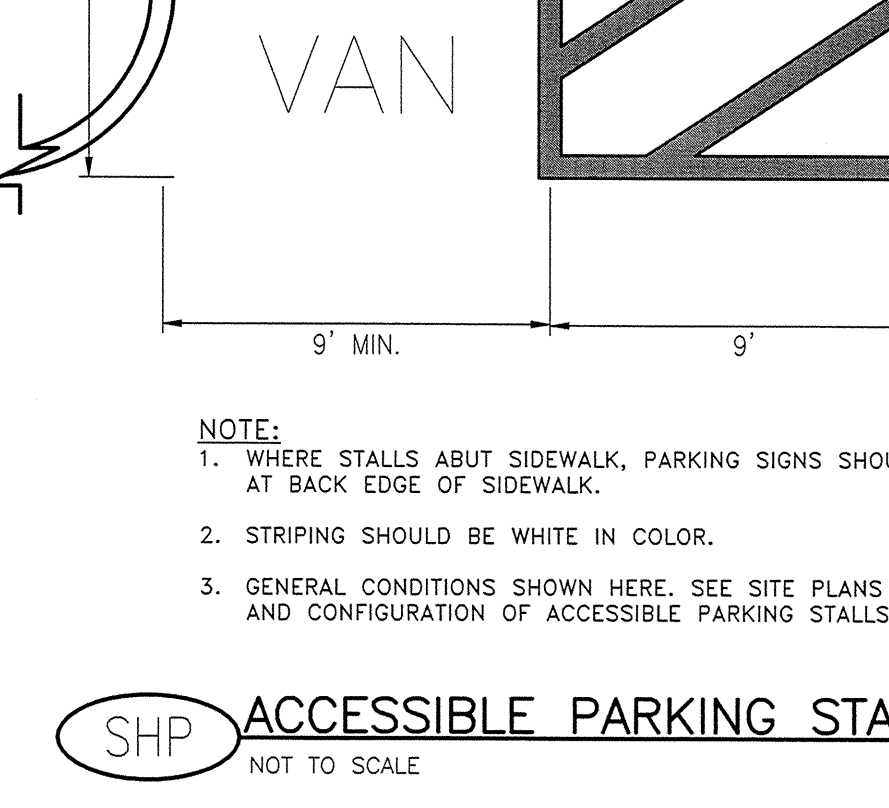 VAN
9' MIN.
9'
NOTE:
1. WHERE STALLS ABUT SIDEWALK, PARKING SIGNS
AT BACK EDGE OF SIDEWALK.
2. STRIPING SHOULD BE WHITE IN COLOR.
3. GENERAL CONDITIONS SHOWN HERE. SEE SITE PLANS
AND CONFIGURATION OF ACCESSIBLE PARKING STALLS
SHP
ACCESSIBLE PARKING
NOT TO SCALE